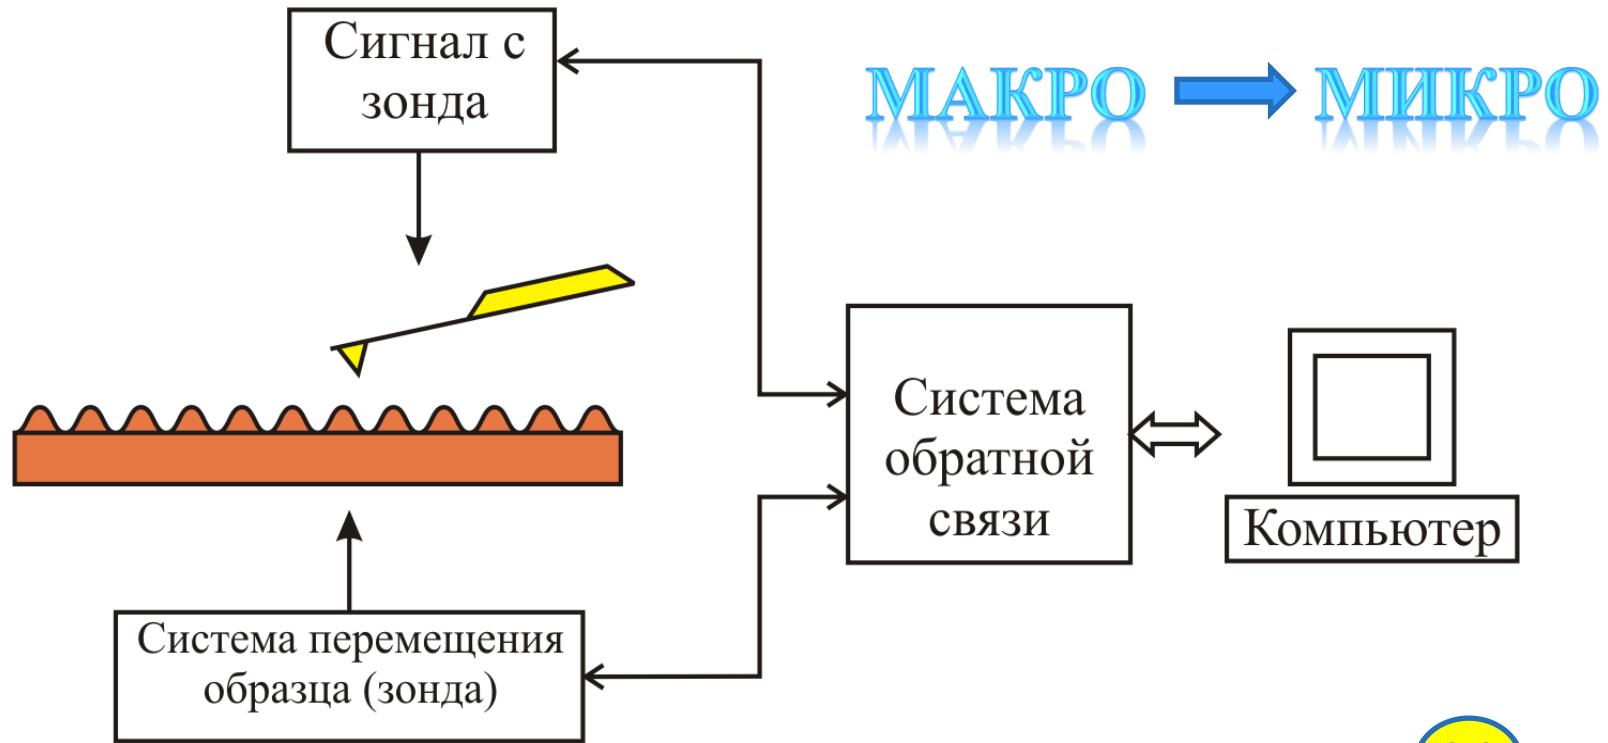 Сигнал с
зонда
МАКРО
МИКРО
Система
обратной
связи
Компьютер
Система перемещения
образца (зонда)